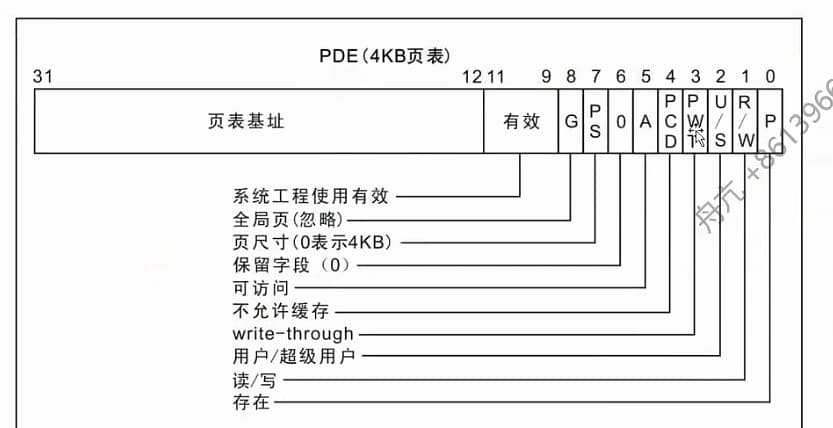 PDE(4KB页表)
31 12 11 9 8 7 6 5 4 3 2 1 0
页表基址 有效 G PS 0 A PCD PWT U/S R/W P
系统工程使用有效
全局页(忽略)
页尺寸(0表示4KB)
保留字段（0）
可访问
不允许缓存
write-through
用户/超级用户
读/写
存在
舟亢 +8613966